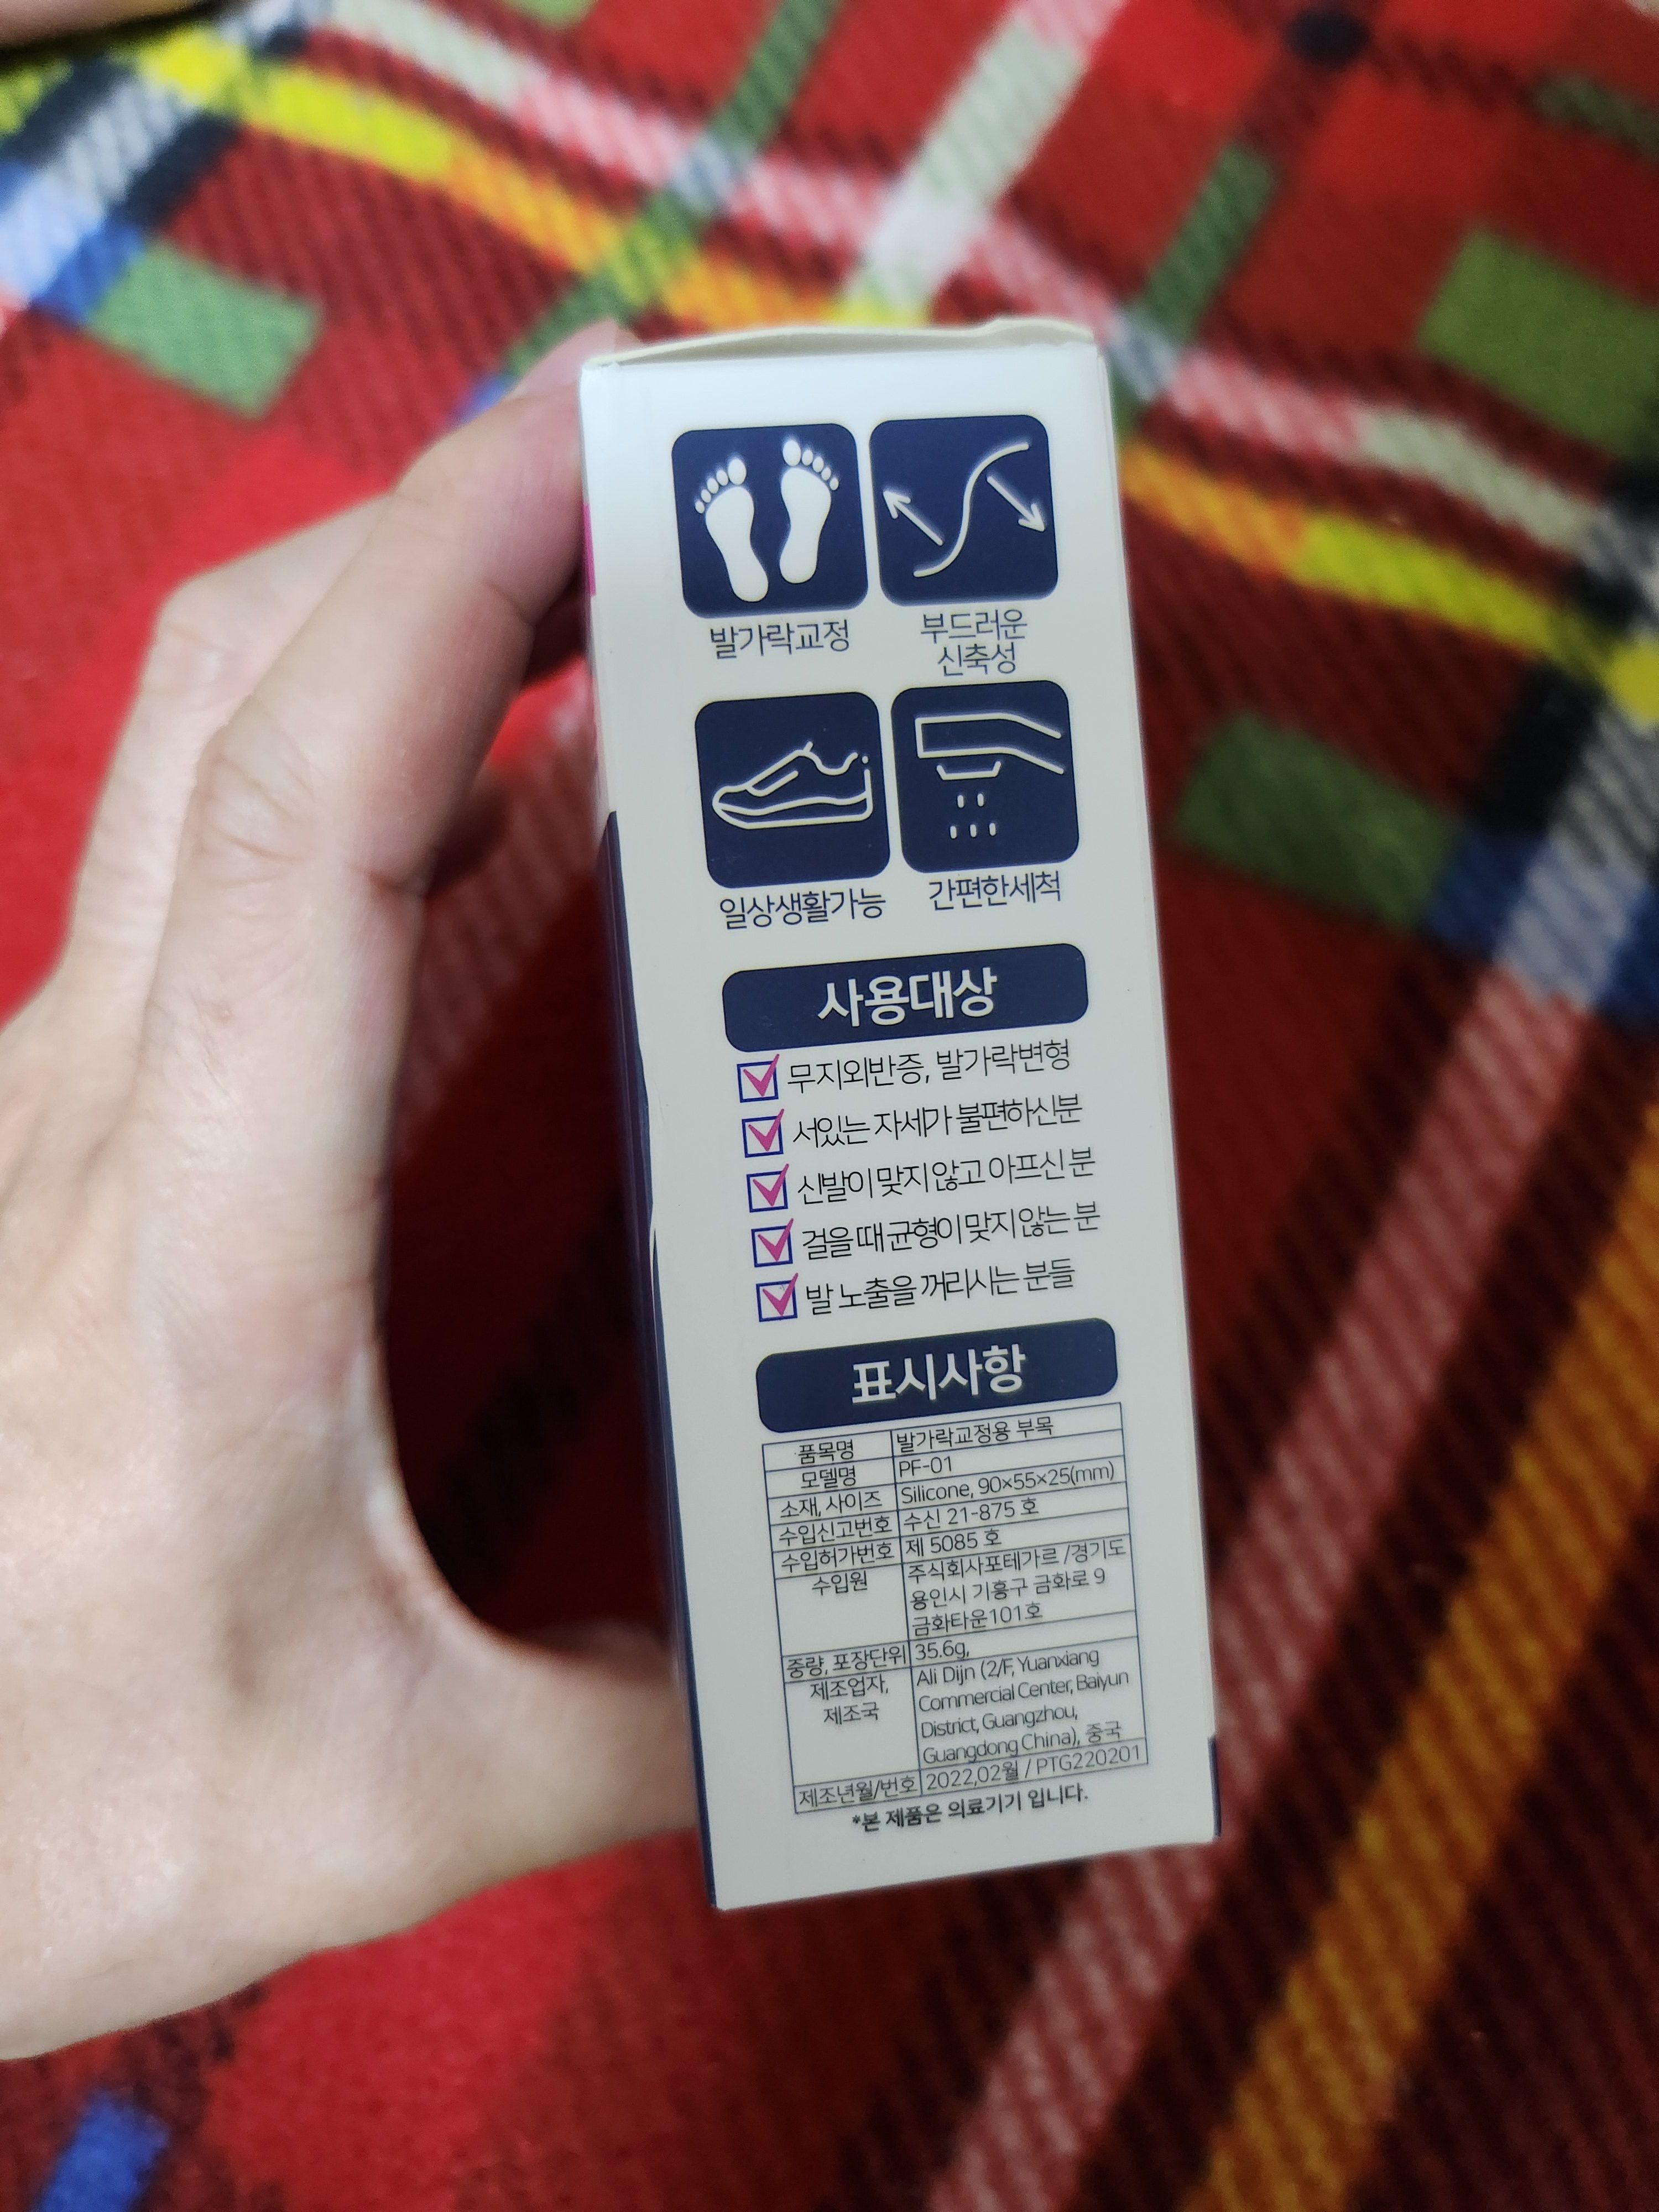 발가락교정
부드러운
신축성
일상생활가능
간편한세척
사용대상
무지외반증, 발가락변형
서있는 자세가 불편하신분
신발이 맞지 않고 아프신 분
걸을 때 균형이 맞지 않는 분
발 노출을 꺼리시는 분들
표시사항
품목명 발가락교정용 부목
모델명 PF-01
소재, 사이즈 Silicone, 90×55×25(mm)
수입신고번호 수신 21-875 호
수입허가번호 제 5085 호
수입원 주식회사포테가르 /경기도
용인시 기흥구 금화로 9
금화타운101호
중량, 포장단위 35.6g,
제조업자, Ali Dijn (2/F, Yuanxiang
제조국 Commercial Center, Baiyun
District, Guangzhou,
Guangdong China), 중국
제조년월/번호 2022,02월 / PTG220201
*본 제품은 의료기기 입니다.